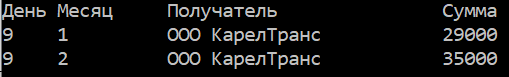 День Месяц Получатель Сумма
9 1 ООО КарелТранс 29000
9 2 ООО КарелТранс 35000